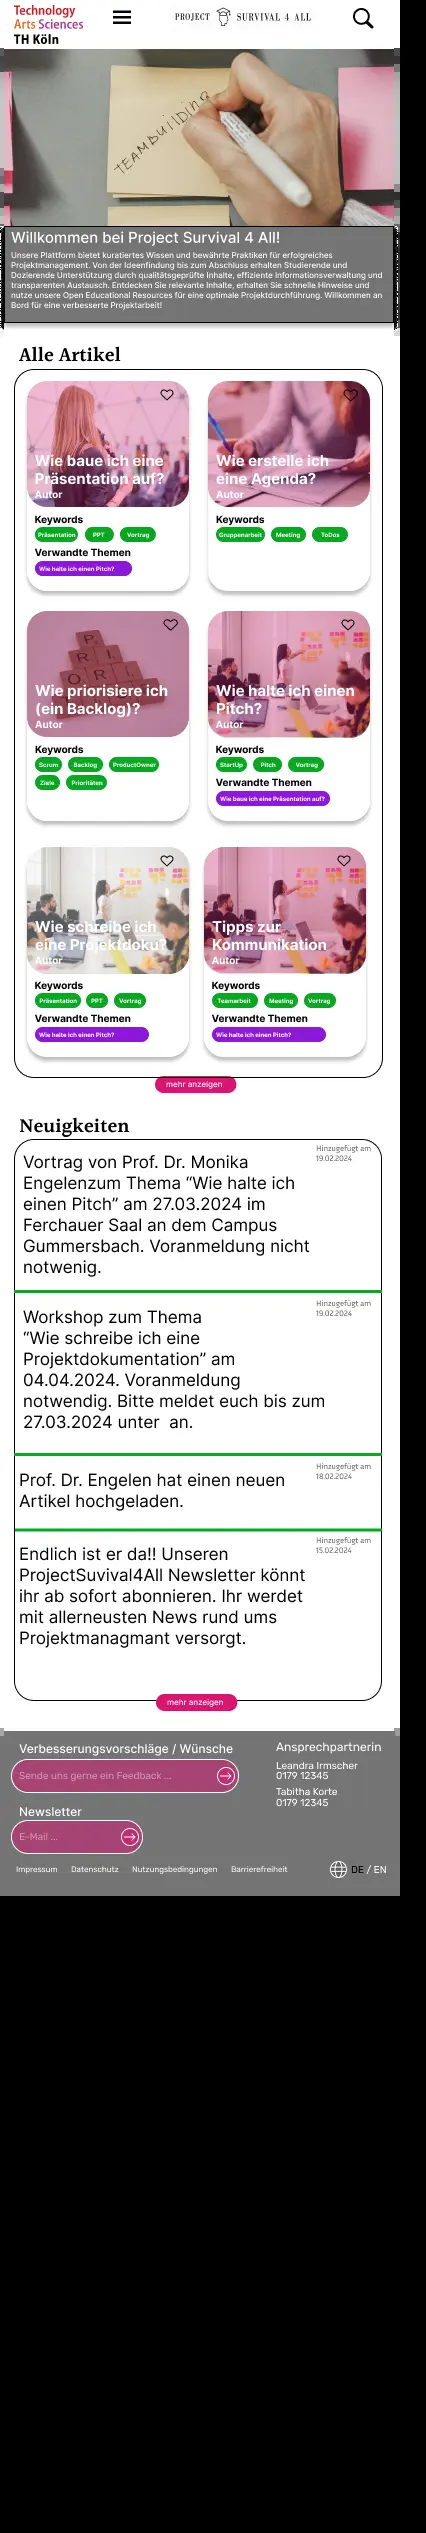 Technology
Arts Sciences
TH Köln
PROJECT SURVIVAL 4 ALL
TEAMBUILDING
Willkommen bei Project Survival 4 All!
Unsere Plattform bietet kuratiertes Wissen und bewährte Praktiken für erfolgreiches
Projektmanagement. Von der Ideenfindung bis zum Abschluss erhalten Studierende und
Dozierende Unterstützung durch qualitätsgeprüfte Inhalte, effiziente Informationsverwaltung und
transparenten Austausch. Entdecken Sie relevante Inhalte, erhalten Sie schnelle Hinweise und
nutze unsere Open Educational Resources für eine optimale Projektdurchführung. Willkommen an
Bord für eine verbesserte Projektarbeit!
Alle Artikel
Wie baue ich eine
Präsentation auf?
Autor
Keywords
Präsentation PPT Vortrag
Verwandte Themen
Wie halte ich einen Pitch?
Wie erstelle ich
eine Agenda?
Autor
Keywords
Gruppenarbeit Meeting ToDos
PRIORITI
Wie priorisiere ich
(ein Backlog)?
Autor
Keywords
Scrum Backlog ProductOwner
Ziele Prioritäten
Wie halte ich einen
Pitch?
Autor
Keywords
StartUp Pitch Vortrag
Verwandte Themen
Wie baue ich eine Präsentation auf?
Wie schreibe ich
eine Projektdoku?
Autor
Keywords
Präsentation PPT Vortrag
Verwandte Themen
Wie halte ich einen Pitch?
Tipps zur
Kommunikation
Autor
Keywords
Teamarbeit Meeting Vortrag
Verwandte Themen
Wie halte ich einen Pitch?
mehr anzeigen
Neuigkeiten
Hinzugefügt am
19.02.2024
Vortrag von Prof. Dr. Monika
Engelenzum Thema “Wie halte ich
einen Pitch” am 27.03.2024 im
Ferchauer Saal an dem Campus
Gummersbach. Voranmeldung nicht
notwenig.
Hinzugefügt am
19.02.2024
Workshop zum Thema
“Wie schreibe ich eine
Projektdokumentation” am
04.04.2024. Voranmeldung
notwendig. Bitte meldet euch bis zum
27.03.2024 unter an.
Hinzugefügt am
18.02.2024
Prof. Dr. Engelen hat einen neuen
Artikel hochgeladen.
Hinzugefügt am
15.02.2024
Endlich ist er da!! Unseren
ProjectSuvival4All Newsletter könnt
ihr ab sofort abonnieren. Ihr werdet
mit allerneusten News rund ums
Projektmanagmant versorgt.
mehr anzeigen
Verbesserungsvorschläge / Wünsche
Sende uns gerne ein Feedback ...
Newsletter
E-Mail ...
Ansprechpartnerin
Leandra Irmscher
0179 12345
Tabitha Korte
0179 12345
Impressum Datenschutz Nutzungsbedingungen Barrierefreiheit
DE / EN